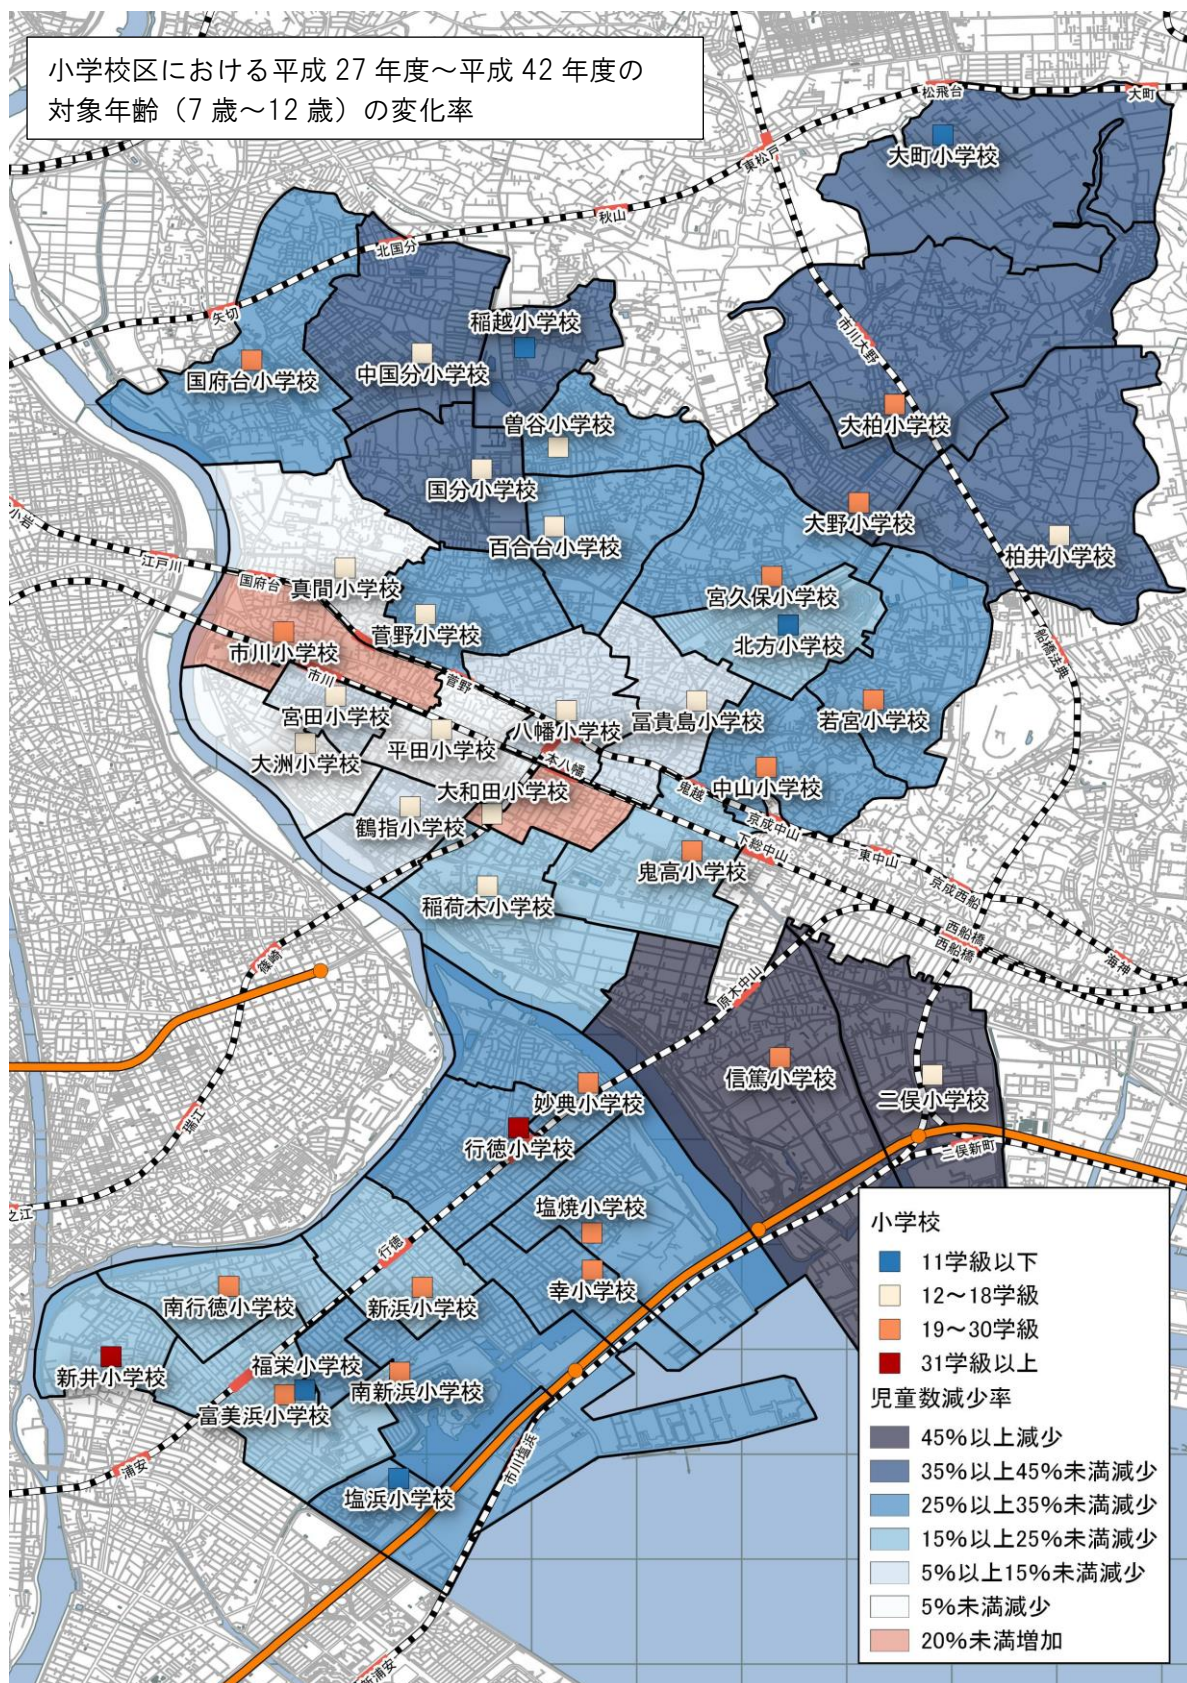 小学校区における平成 27 年度～平成 42 年度の
対象年齢（7 歳～12 歳）の変化率
松飛台
大町
大町小学校
東松戸
秋山
北国分
矢切
稲越小学校
市川大野
国府台小学校
中国分小学校
大柏小学校
曽谷小学校
国分小学校
大野小学校
小岩
百合台小学校
柏井小学校
江戸川
国府台
真間小学校
宮久保小学校
菅野小学校
北方小学校
船橋法典
市川小学校
市川
菅野
宮田小学校
八幡小学校
冨貴島小学校
若宮小学校
大洲小学校
平田小学校
本八幡
中山小学校
大和田小学校
鬼越
鶴指小学校
京成中山
下総中山
東中山
鬼高小学校
京成西船
稲荷木小学校
西船橋
西船橋
海神
篠崎
原木中山
信篤小学校
二俣小学校
妙典小学校
瑞江
行徳小学校
二俣新町
之江
塩焼小学校
行徳
幸小学校
南行徳小学校
新浜小学校
新井小学校
福栄小学校
南新浜小学校
富美浜小学校
浦安
市川塩浜
塩浜小学校
新浦安
小学校
11学級以下
12～18学級
19～30学級
31学級以上
児童数減少率
45%以上減少
35%以上45%未満減少
25%以上35%未満減少
15%以上25%未満減少
5%以上15%未満減少
5%未満減少
20%未満増加